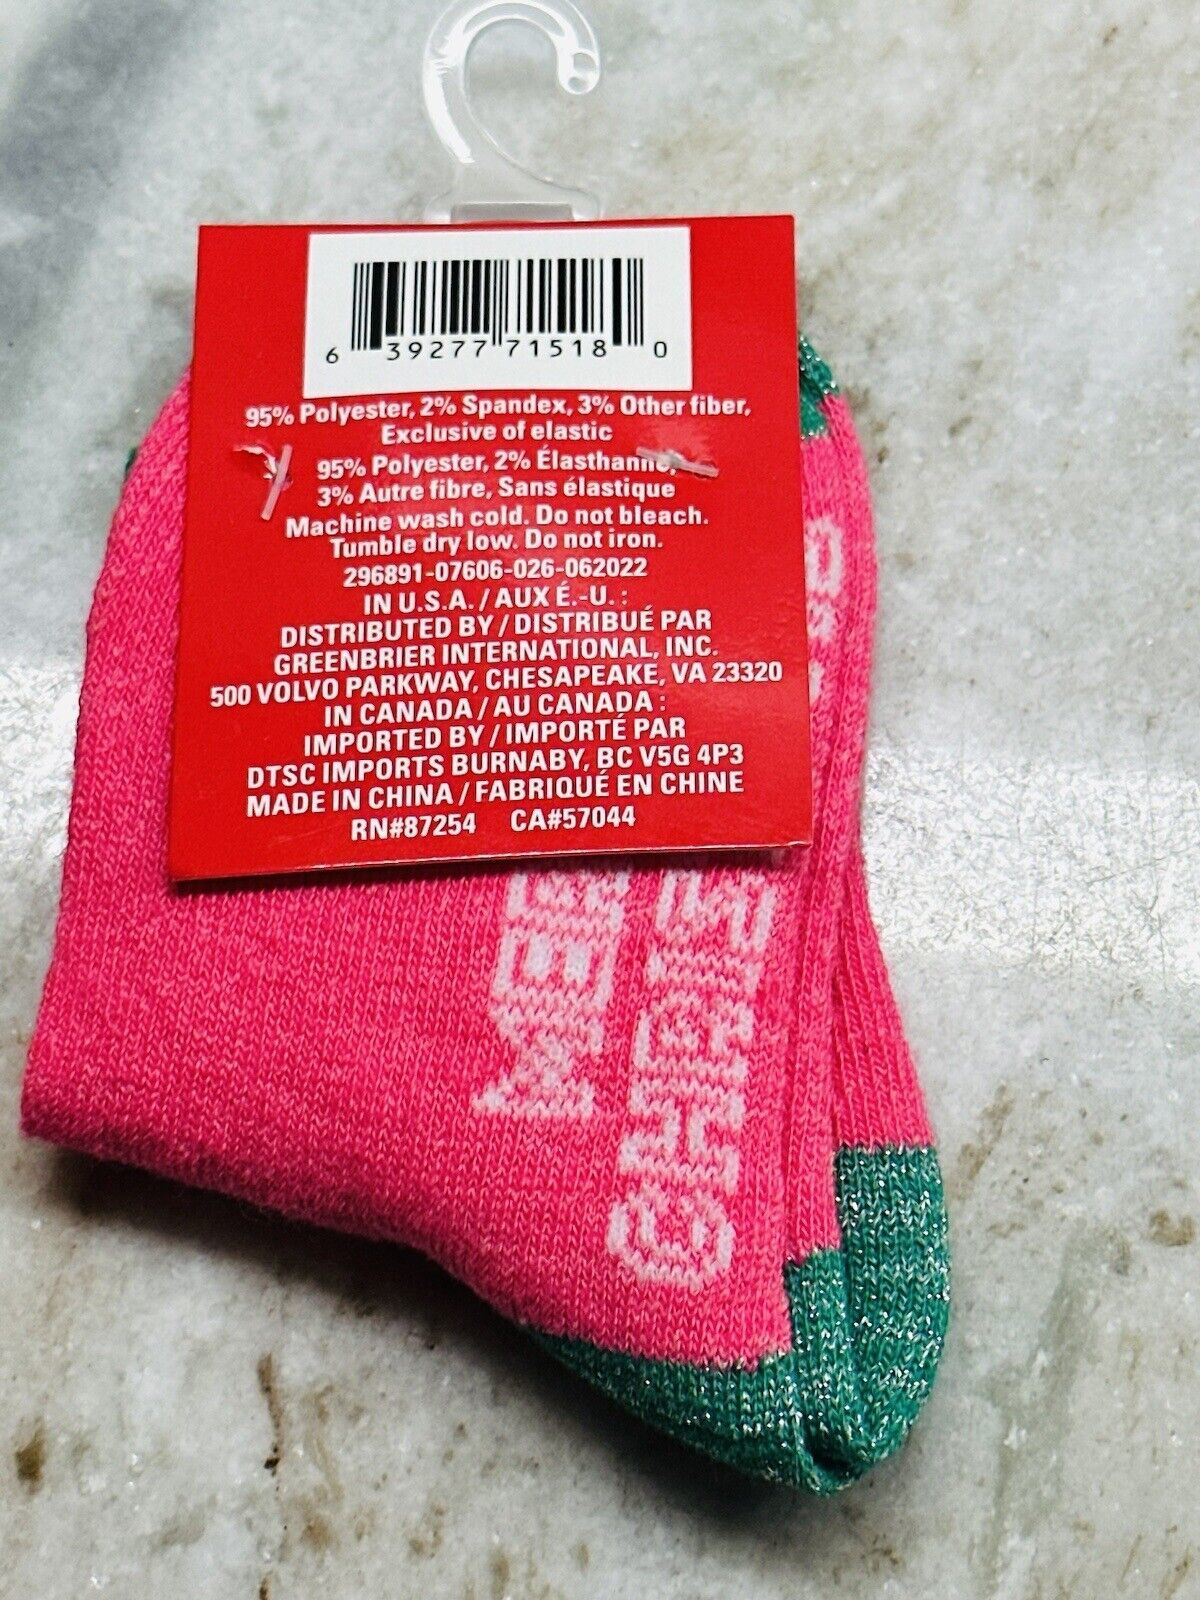 6 39277 71518 0
95% Polyester, 2% Spandex, 3% Other fiber,
Exclusive of elastic
95% Polyester, 2% Élasthanne,
3% Autre fibre, Sans élastique
Machine wash cold. Do not bleach.
Tumble dry low. Do not iron.
296891-07606-026-062022
IN U.S.A. / AUX É.-U. :
DISTRIBUTED BY / DISTRIBUÉ PAR
GREENBRIER INTERNATIONAL, INC.
500 VOLVO PARKWAY, CHESAPEAKE, VA 23320
IN CANADA / AU CANADA :
IMPORTED BY / IMPORTÉ PAR
DTSC IMPORTS BURNABY, BC V5G 4P3
MADE IN CHINA / FABRIQUÉ EN CHINE
RN#87254 CA#57044
MER
CHRIS